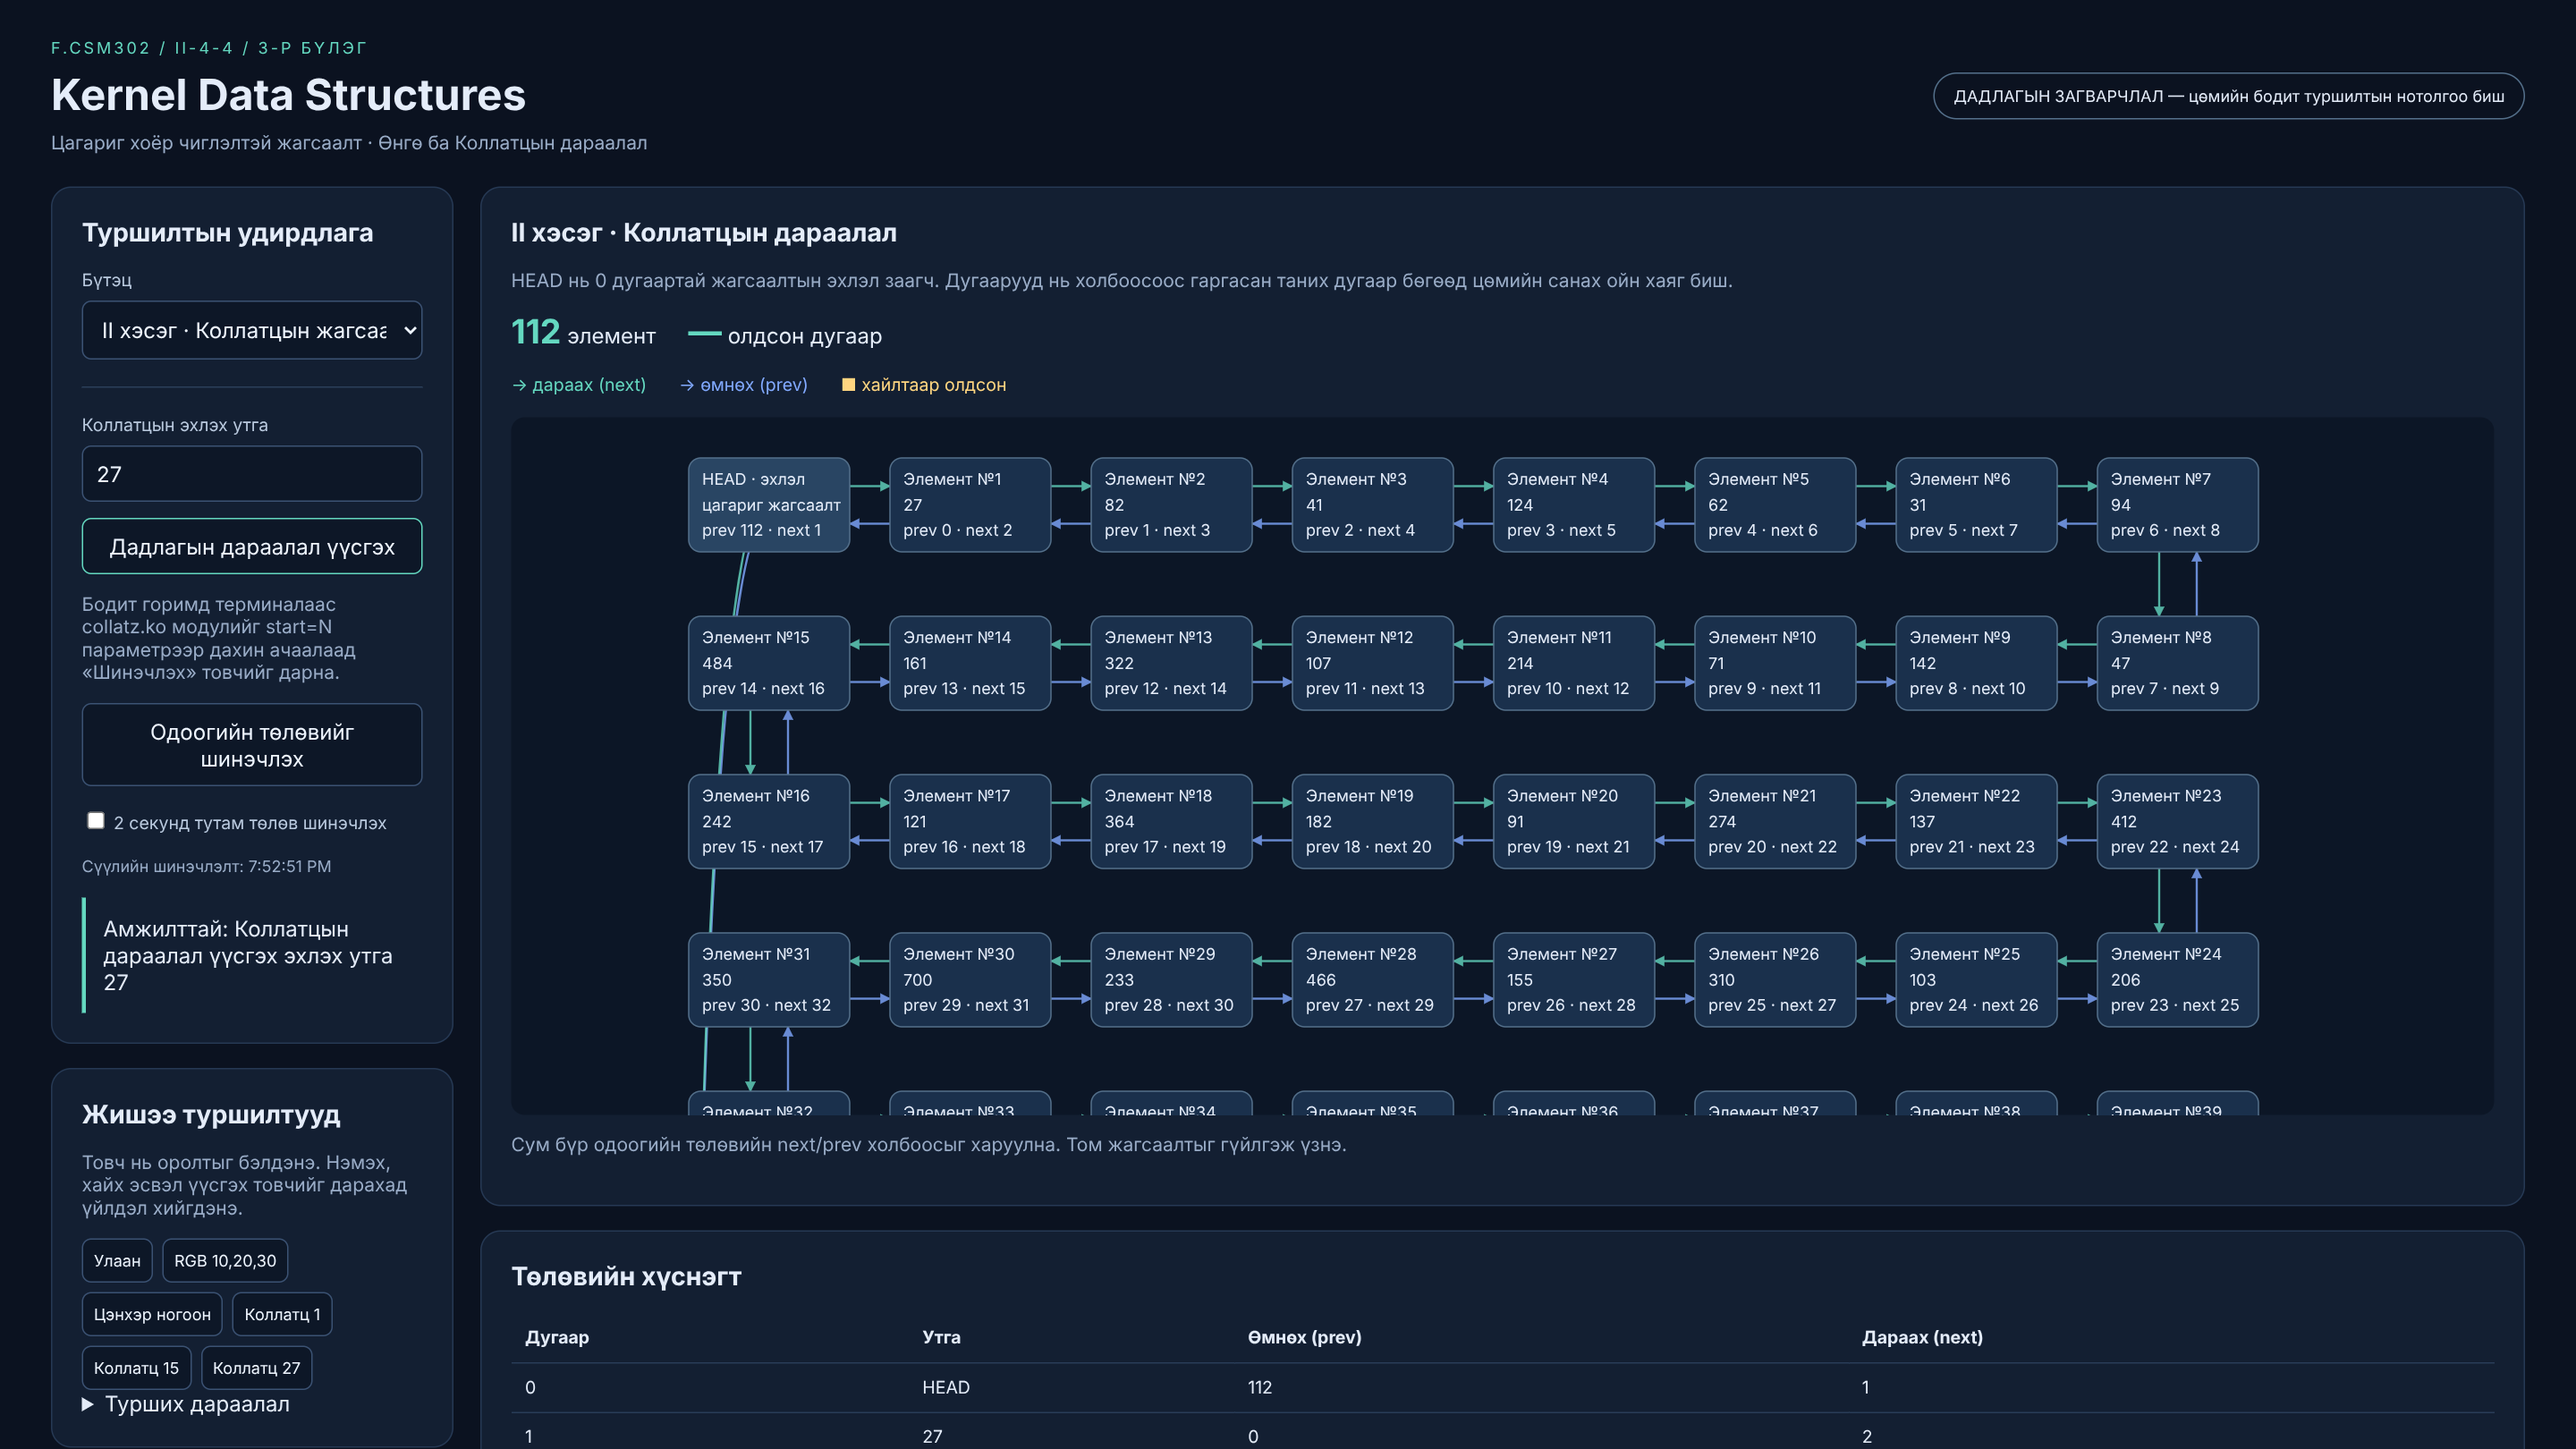 F.CSM302 / II-4-4 / 3-Р БҮЛЭГ
Kernel Data Structures
Цагариг хоёр чиглэлтэй жагсаалт · Өнгө ба Коллатцын дараалал
ДАДЛАГЫН ЗАГВАРЧЛАЛ — цөмийн бодит туршилтын нотолгоо биш
Туршилтын удирдлага
Бүтэц
II хэсэг · Коллатцын жагсаа
Коллатцын эхлэх утга
27
Дадлагын дараалал үүсгэх
Бодит горимд терминалаас
collatz.ko модулийг start=N
параметрээр дахин ачаалаад
«Шинэчлэх» товчийг дарна.
Одоогийн төлөвийг
шинэчлэх
2 секунд тутам төлөв шинэчлэх
Сүүлийн шинэчлэлт: 7:52:51 PM
Амжилттай: Коллатцын
дараалал үүсгэх эхлэх утга
27
Жишээ туршилтууд
Товч нь оролтыг бэлдэнэ. Нэмэх,
хайх эсвэл үүсгэх товчийг дарахад
үйлдэл хийгдэнэ.
Улаан RGB 10,20,30
Цэнхэр ногоон Коллатц 1
Коллатц 15 Коллатц 27
▶ Турших дараалал
II хэсэг · Коллатцын дараалал
HEAD нь 0 дугаартай жагсаалтын эхлэл заагч. Дугаарууд нь холбоосоос гаргасан таних дугаар бөгөөд цөмийн санах ойн хаяг биш.
112 элемент — олдсон дугаар
→ дараах (next) → өмнөх (prev) ■ хайлтаар олдсон
HEAD · эхлэл Элемент №1 Элемент №2 Элемент №3 Элемент №4 Элемент №5 Элемент №6 Элемент №7
цагариг жагсаалт 27 82 41 124 62 31 94
prev 112 · next 1 prev 0 · next 2 prev 1 · next 3 prev 2 · next 4 prev 3 · next 5 prev 4 · next 6 prev 5 · next 7 prev 6 · next 8
Элемент №15 Элемент №14 Элемент №13 Элемент №12 Элемент №11 Элемент №10 Элемент №9 Элемент №8
484 161 322 107 214 71 142 47
prev 14 · next 16 prev 13 · next 15 prev 12 · next 14 prev 11 · next 13 prev 10 · next 12 prev 9 · next 11 prev 8 · next 10 prev 7 · next 9
Элемент №16 Элемент №17 Элемент №18 Элемент №19 Элемент №20 Элемент №21 Элемент №22 Элемент №23
242 121 364 182 91 274 137 412
prev 15 · next 17 prev 16 · next 18 prev 17 · next 19 prev 18 · next 20 prev 19 · next 21 prev 20 · next 22 prev 21 · next 23 prev 22 · next 24
Элемент №31 Элемент №30 Элемент №29 Элемент №28 Элемент №27 Элемент №26 Элемент №25 Элемент №24
350 700 233 466 155 310 103 206
prev 30 · next 32 prev 29 · next 31 prev 28 · next 30 prev 27 · next 29 prev 26 · next 28 prev 25 · next 27 prev 24 · next 26 prev 23 · next 25
Элемент №32 Элемент №33 Элемент №34 Элемент №35 Элемент №36 Элемент №37 Элемент №38 Элемент №39
Сум бүр одоогийн төлөвийн next/prev холбоосыг харуулна. Том жагсаалтыг гүйлгэж үзнэ.
Төлөвийн хүснэгт
Дугаар Утга Өмнөх (prev) Дараах (next)
0 HEAD 112 1
1 27 0 2